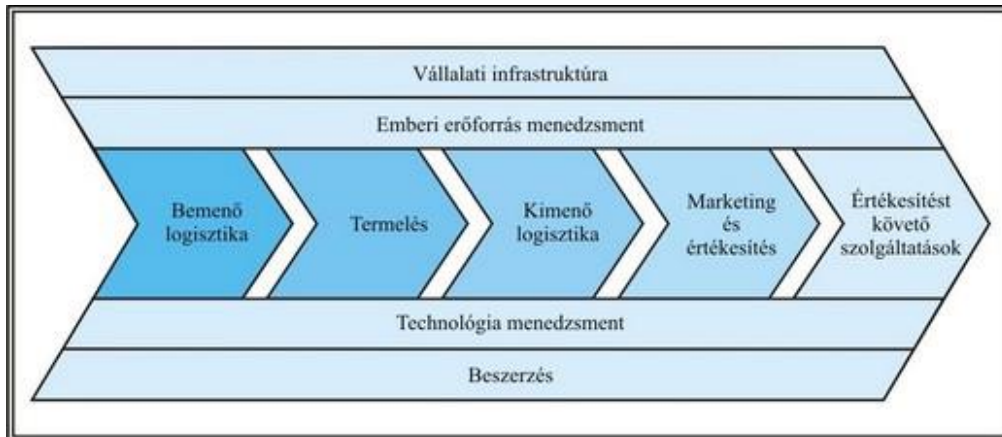 Vállalati infrastruktúra
Emberi erőforrás menedzsment
Bemenő
logisztika
Termelés
Kimenő
logisztika
Marketing
és
értékesítés
Értékesítést
követő
szolgáltatások
Technológia menedzsment
Beszerzés